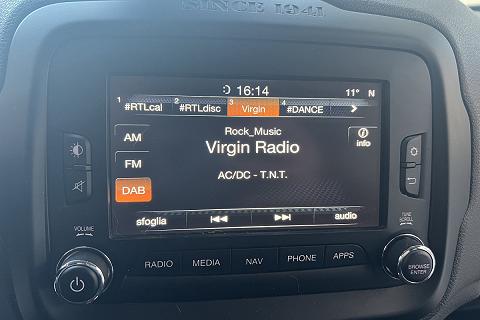 SINCE 1941
16:14 11° N
1 #RTLcal 2 #RTLdisc 3 Virgin 4 #DANCE >
Rock_Music
AM
Virgin Radio
info
FM
AC/DC - T.N.T.
DAB
sfoglia audio
VOLUME
TUNE
SCROLL
RADIO MEDIA NAV PHONE APPS
BROWSE
ENTER